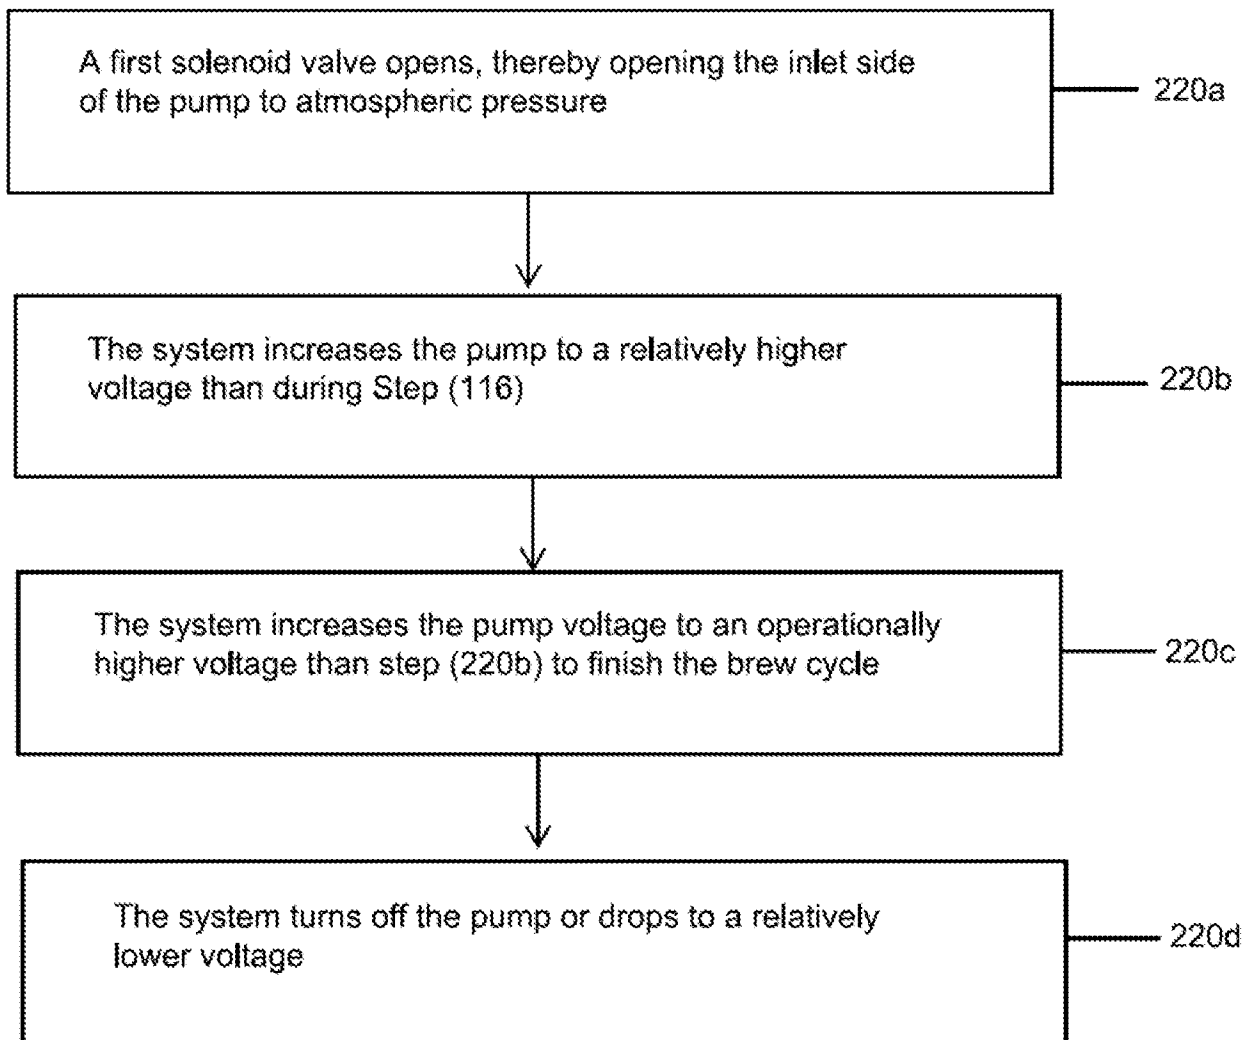 A first solenoid valve opens, thereby opening the inlet side
of the pump to atmospheric pressure
220a
The system increases the pump to a relatively higher
voltage than during Step (116)
220b
The system increases the pump voltage to an operationally
higher voltage than step (220b) to finish the brew cycle
220c
The system turns off the pump or drops to a relatively
lower voltage
220d